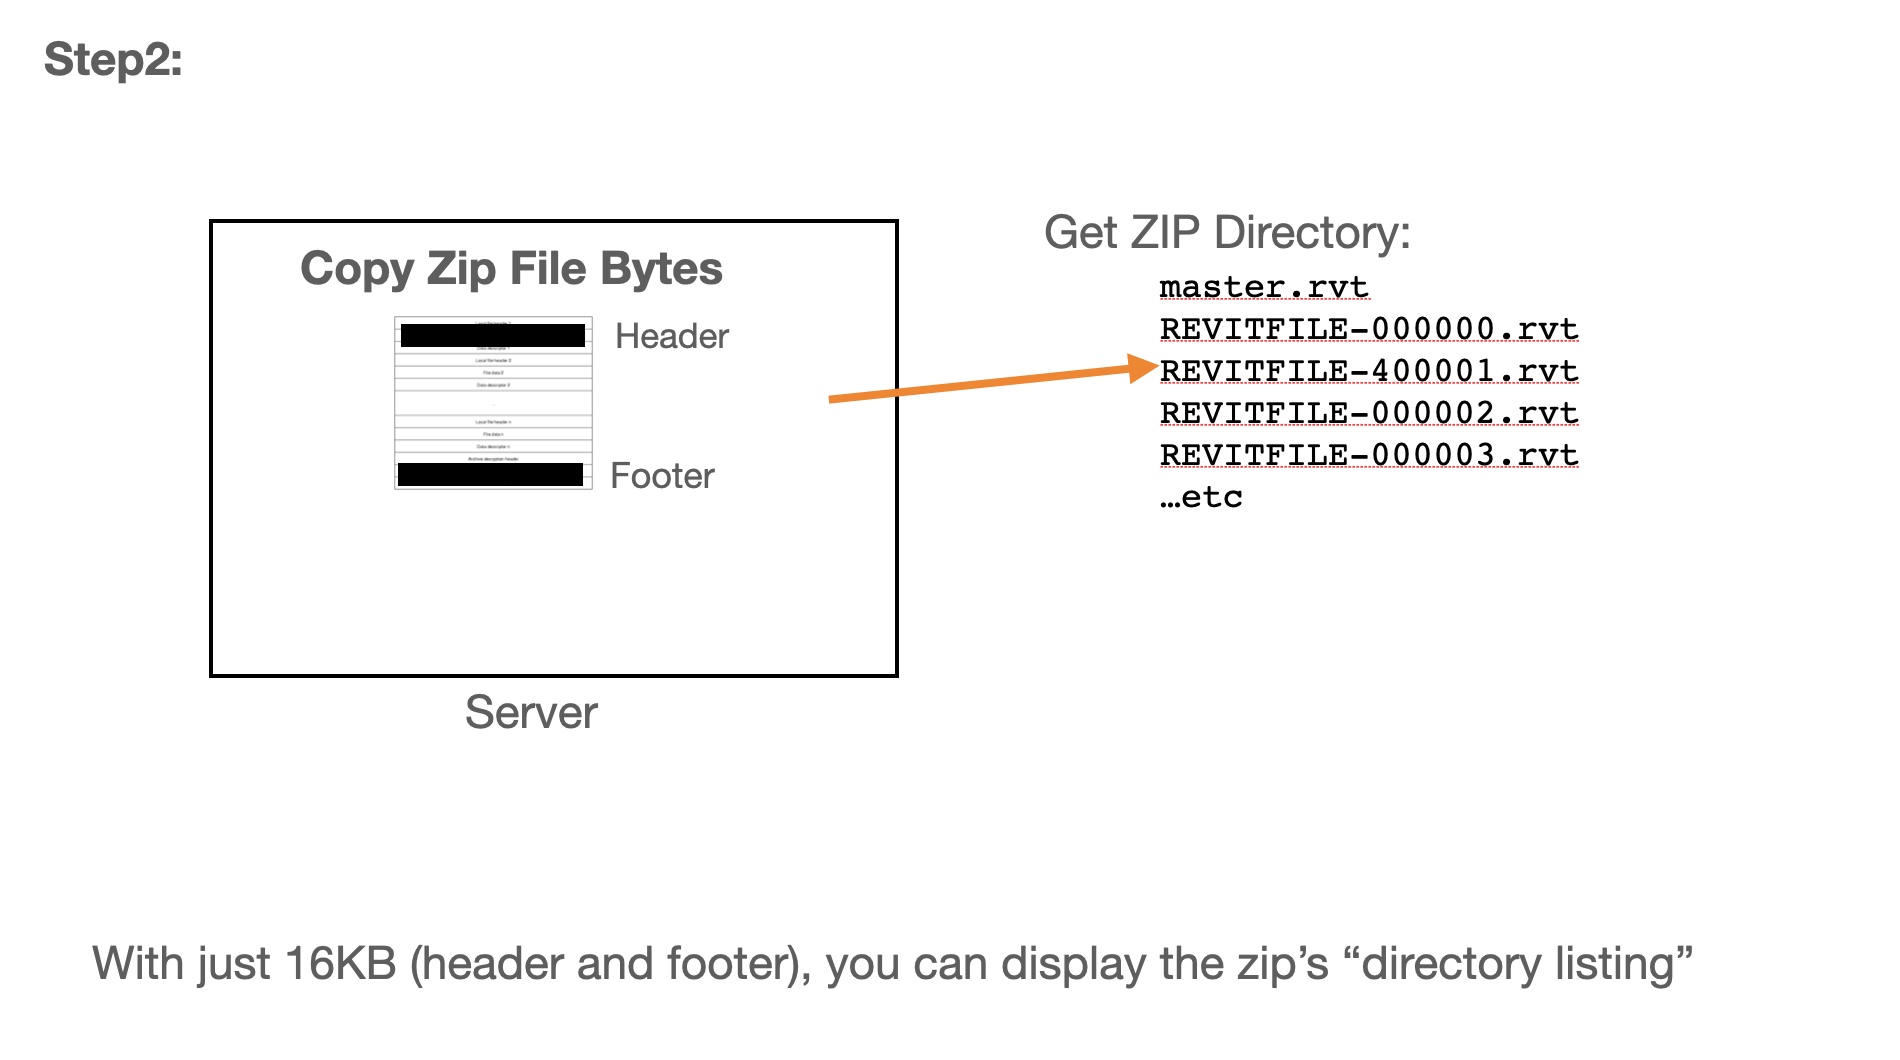 Step2:
Copy Zip File Bytes
Header
Data descriptor 1
Local file header 2
File data 2
Data descriptor 2
...
Local file header n
File data n
Data descriptor n
Archive decryption header
Footer
Server
Get ZIP Directory:
master.rvt
REVITFILE-000000.rvt
REVITFILE-400001.rvt
REVITFILE-000002.rvt
REVITFILE-000003.rvt
…etc
With just 16KB (header and footer), you can display the zip’s “directory listing”